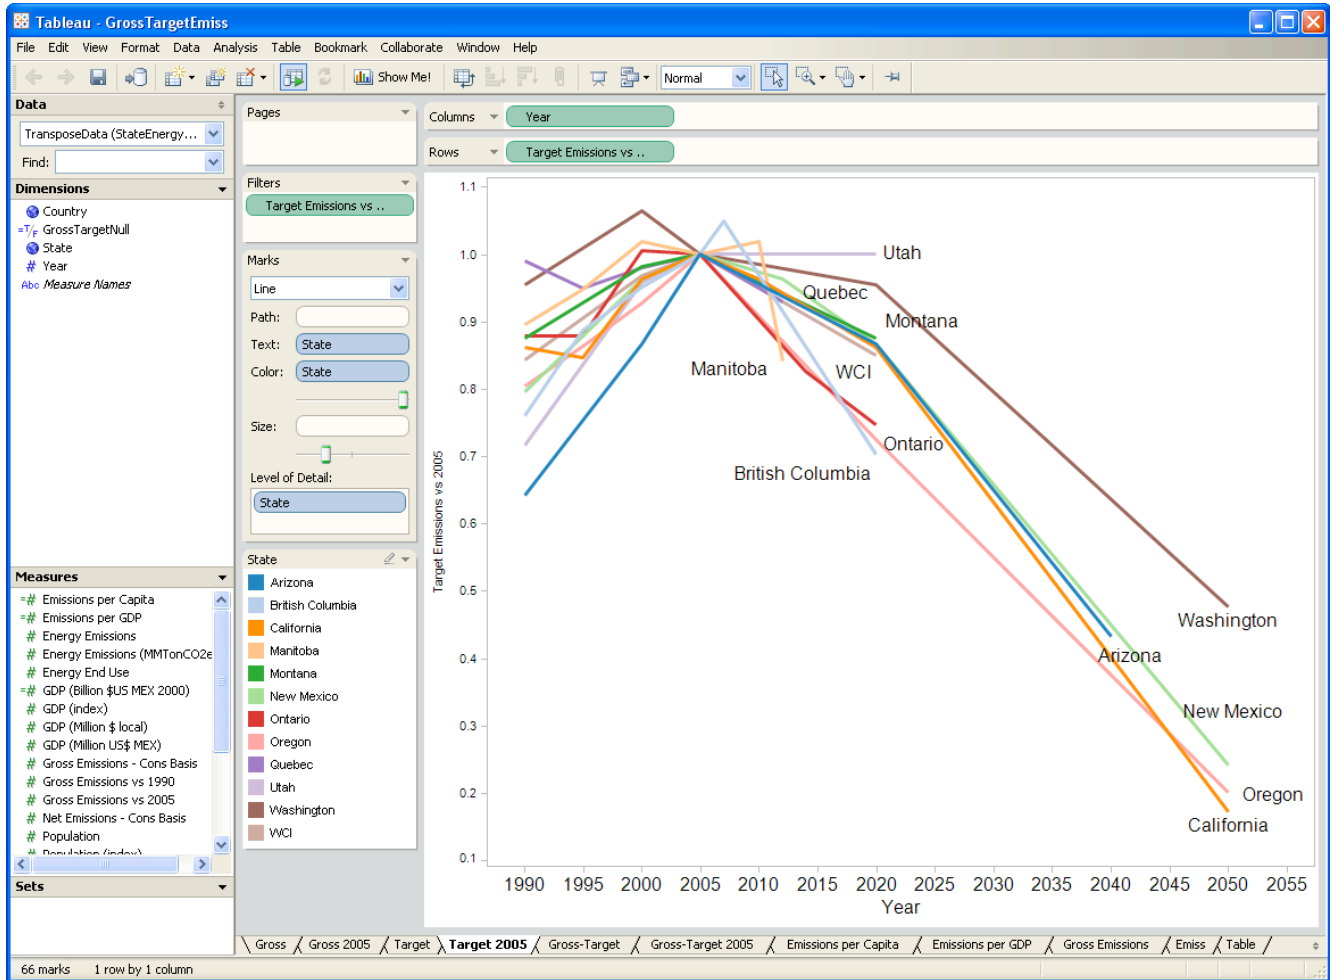 Tableau - GrossTargetEmiss
File Edit View Format Data Analysis Table Bookmark Collaborate Window Help
Show Me!
Normal
Data
TransposeData (StateEnergy...
Find:
Dimensions
Country
=T/F GrossTargetNull
State
# Year
Abc Measure Names
Measures
=# Emissions per Capita
=# Emissions per GDP
# Energy Emissions
# Energy Emissions (MMTonCO2e
# Energy End Use
=# GDP (Billion $US MEX 2000)
# GDP (index)
# GDP (Million $ local)
# GDP (Million US$ MEX)
# Gross Emissions - Cons Basis
# Gross Emissions vs 1990
# Gross Emissions vs 2005
# Net Emissions - Cons Basis
# Population
# Population (index)
Sets
Pages
Filters
Target Emissions vs ..
Marks
Line
Path:
Text: State
Color: State
Size:
Level of Detail:
State
State
Arizona
British Columbia
California
Manitoba
Montana
New Mexico
Ontario
Oregon
Quebec
Utah
Washington
WCI
Columns Year
Rows Target Emissions vs ..
Target Emissions vs 2005
1.1
1.0
0.9
0.8
0.7
0.6
0.5
0.4
0.3
0.2
0.1
Utah
Quebec
Montana
Manitoba
WCI
Ontario
British Columbia
Washington
Arizona
New Mexico
Oregon
California
1990 1995 2000 2005 2010 2015 2020 2025 2030 2035 2040 2045 2050 2055
Year
Gross Gross 2005 Target Target 2005 Gross-Target Gross-Target 2005 Emissions per Capita Emissions per GDP Gross Emissions Emiss Table
66 marks 1 row by 1 column